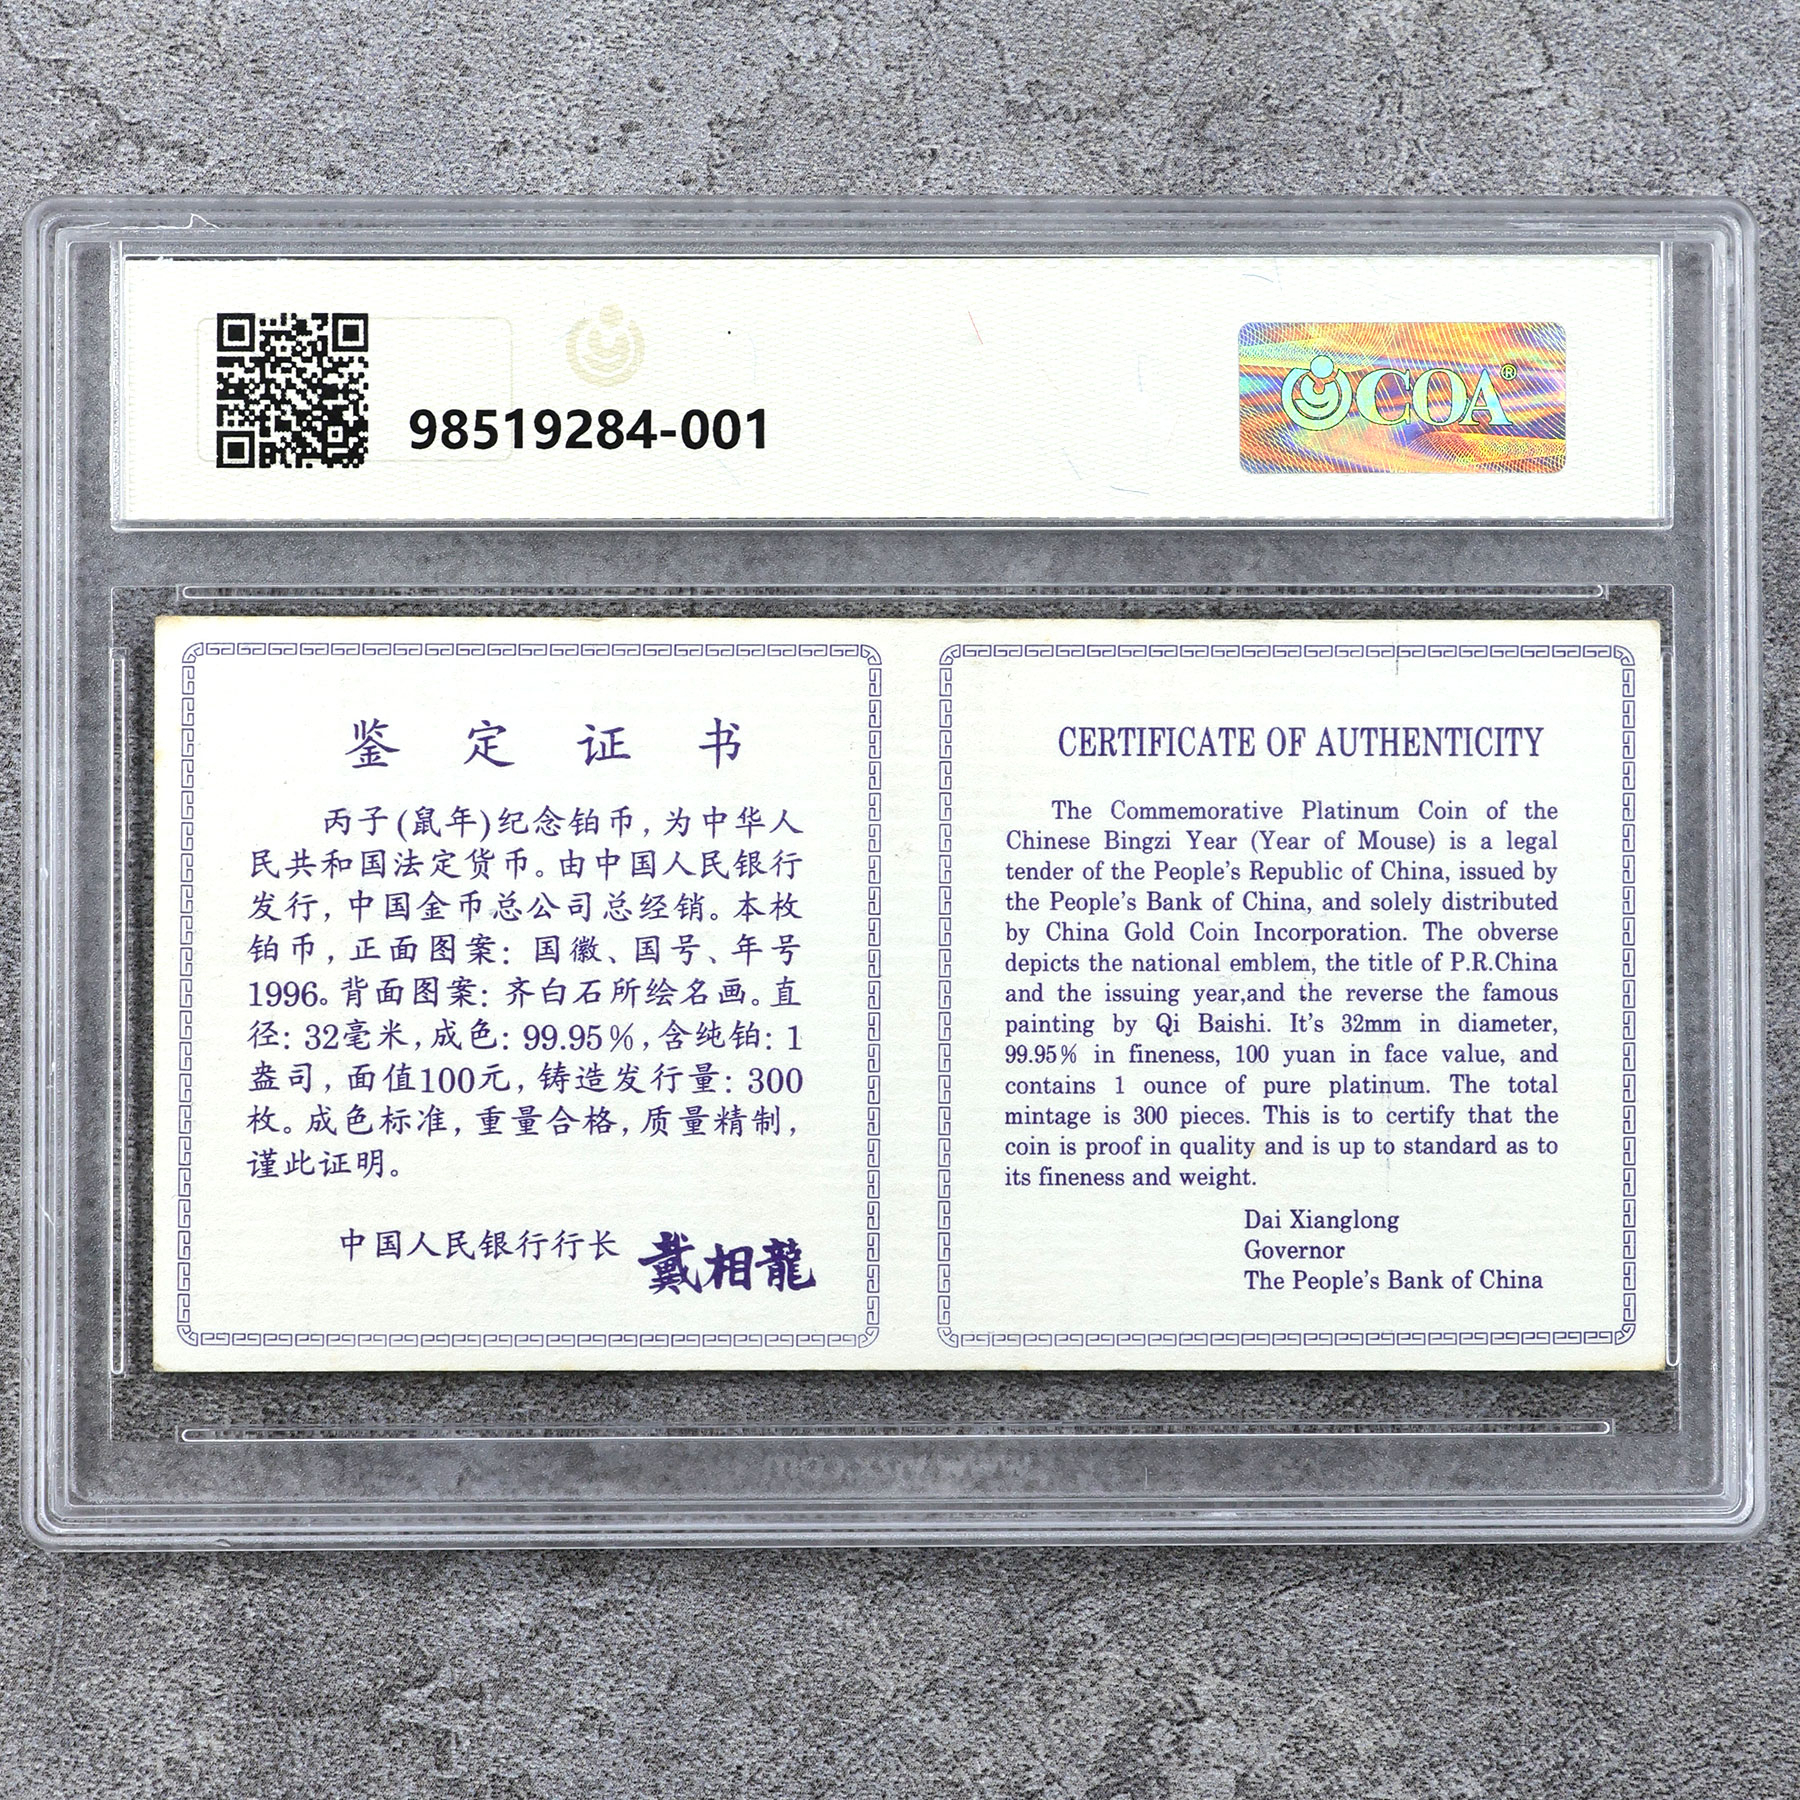 98519284-001
COA®
鉴定证书
丙子(鼠年)纪念铂币,为中华人
民共和国法定货币。由中国人民银行
发行,中国金币总公司总经销。本枚
铂币,正面图案:国徽、国号、年号
1996。背面图案:齐白石所绘名画。直
径:32毫米,成色:99.95%,含纯铂:1
盎司,面值100元,铸造发行量:300
枚。成色标准,重量合格,质量精制,
谨此证明。
中国人民银行行长 戴相龍
CERTIFICATE OF AUTHENTICITY
The Commemorative Platinum Coin of the
Chinese Bingzi Year (Year of Mouse) is a legal
tender of the People's Republic of China, issued by
the People's Bank of China, and solely distributed
by China Gold Coin Incorporation. The obverse
depicts the national emblem, the title of P.R.China
and the issuing year,and the reverse the famous
painting by Qi Baishi. It's 32mm in diameter,
99.95% in fineness, 100 yuan in face value, and
contains 1 ounce of pure platinum. The total
mintage is 300 pieces. This is to certify that the
coin is proof in quality and is up to standard as to
its fineness and weight.
Dai Xianglong
Governor
The People's Bank of China